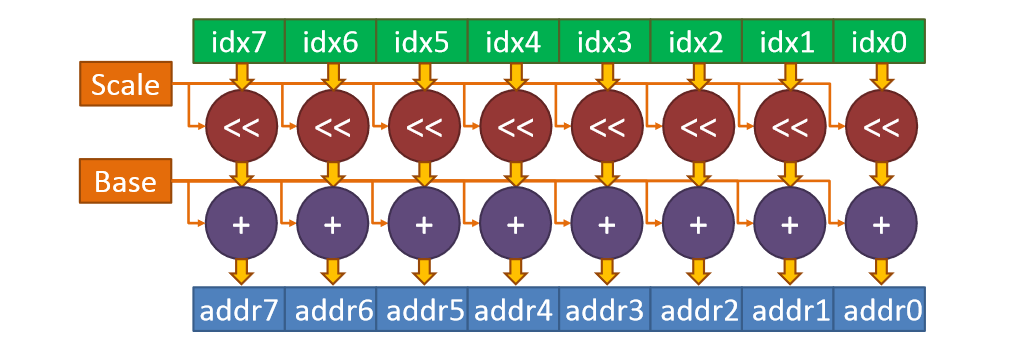 idx7 idx6 idx5 idx4 idx3 idx2 idx1 idx0
Scale
<< << << << << << << <<
Base
+ + + + + + + +
addr7 addr6 addr5 addr4 addr3 addr2 addr1 addr0